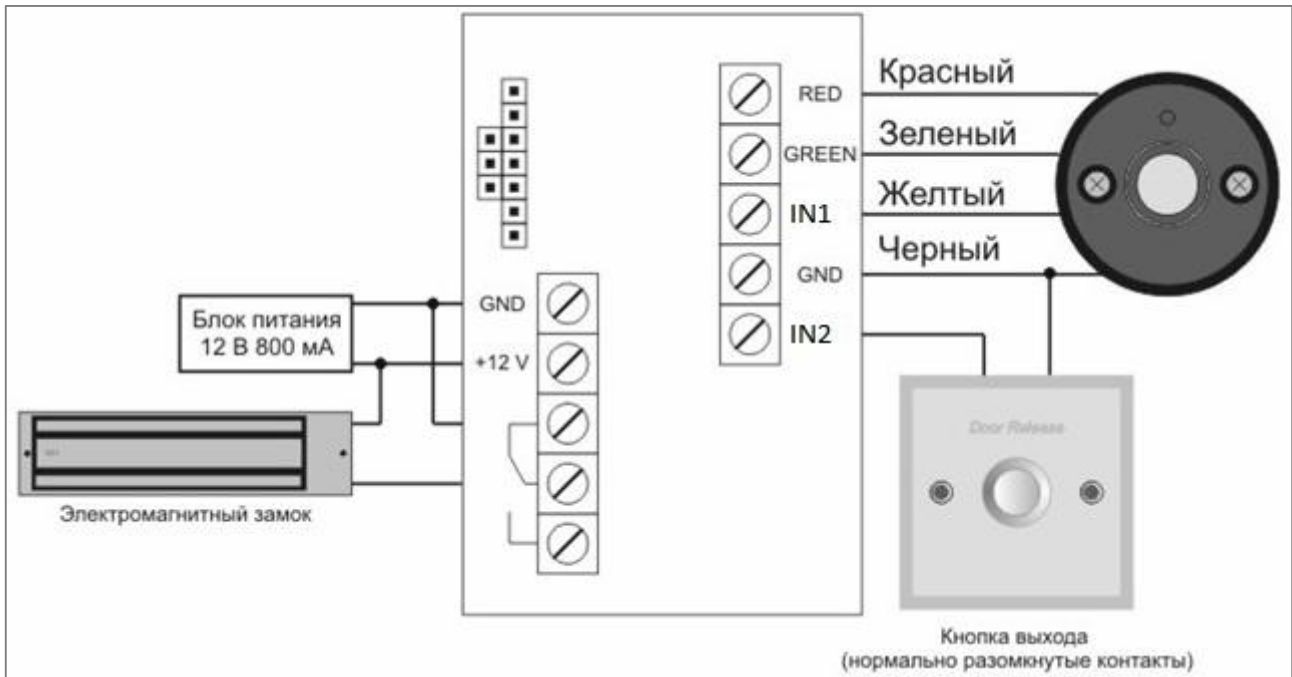 RED
Красный
GREEN
Зеленый
IN1
Желтый
GND
Черный
IN2
GND
+12 V
Блок питания
12 В 800 мА
Электромагнитный замок
Door Release
Кнопка выхода
(нормально разомкнутые контакты)